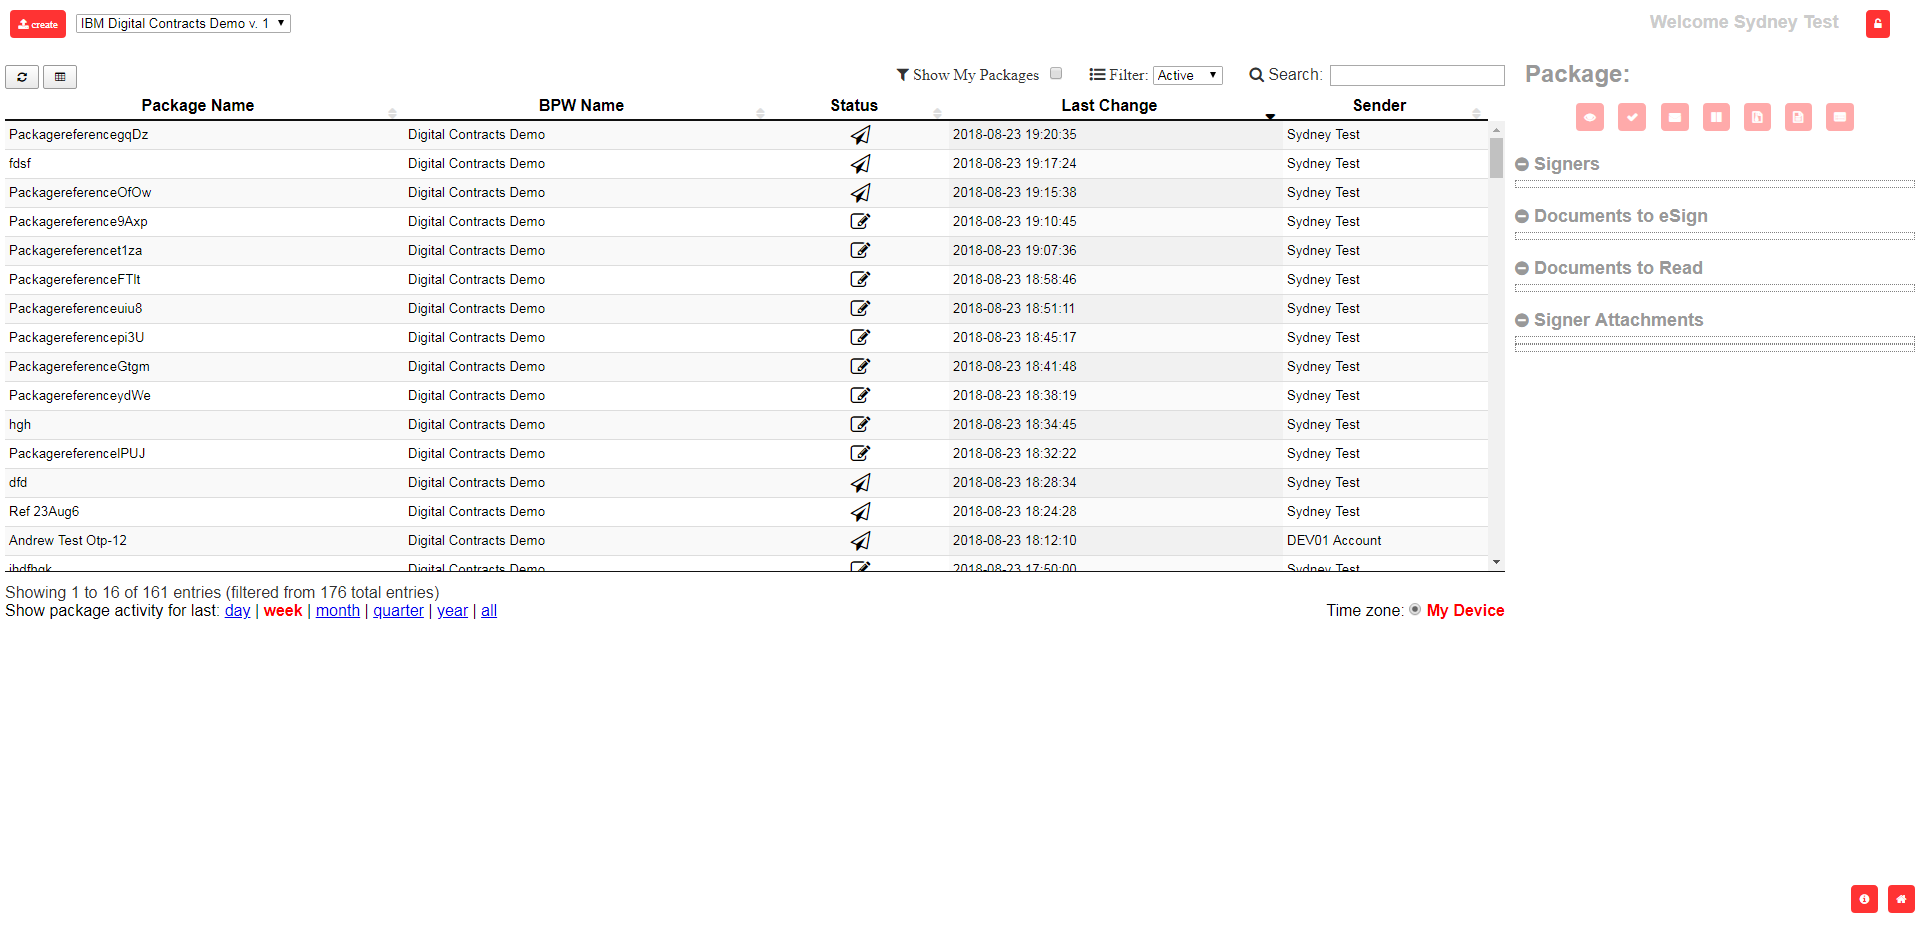 create IBM Digital Contracts Demo v. 1 Welcome Sydney Test
Show My Packages Filter: Active Search:
Package:
Package Name BPW Name Status Last Change Sender
PackagereferencegqDz Digital Contracts Demo 2018-08-23 19:20:35 Sydney Test
fdsf Digital Contracts Demo 2018-08-23 19:17:24 Sydney Test
PackagereferenceOfOw Digital Contracts Demo 2018-08-23 19:15:38 Sydney Test
Packagereference9Axp Digital Contracts Demo 2018-08-23 19:10:45 Sydney Test
Packagereferencet1za Digital Contracts Demo 2018-08-23 19:07:36 Sydney Test
PackagereferenceFTIt Digital Contracts Demo 2018-08-23 18:58:46 Sydney Test
Packagereferenceuiu8 Digital Contracts Demo 2018-08-23 18:51:11 Sydney Test
Packagereferencepi3U Digital Contracts Demo 2018-08-23 18:45:17 Sydney Test
PackagereferenceGtgm Digital Contracts Demo 2018-08-23 18:41:48 Sydney Test
PackagereferenceydWe Digital Contracts Demo 2018-08-23 18:38:19 Sydney Test
hgh Digital Contracts Demo 2018-08-23 18:34:45 Sydney Test
PackagereferenceIPUJ Digital Contracts Demo 2018-08-23 18:32:22 Sydney Test
dfd Digital Contracts Demo 2018-08-23 18:28:34 Sydney Test
Ref 23Aug6 Digital Contracts Demo 2018-08-23 18:24:28 Sydney Test
Andrew Test Otp-12 Digital Contracts Demo 2018-08-23 18:12:10 DEV01 Account
Digital Contracts Demo 2018-08-23 17:50:00 Sydney Test
Showing 1 to 16 of 161 entries (filtered from 176 total entries)
Show package activity for last: day | week | month | quarter | year | all Time zone: My Device
Signers
Documents to eSign
Documents to Read
Signer Attachments